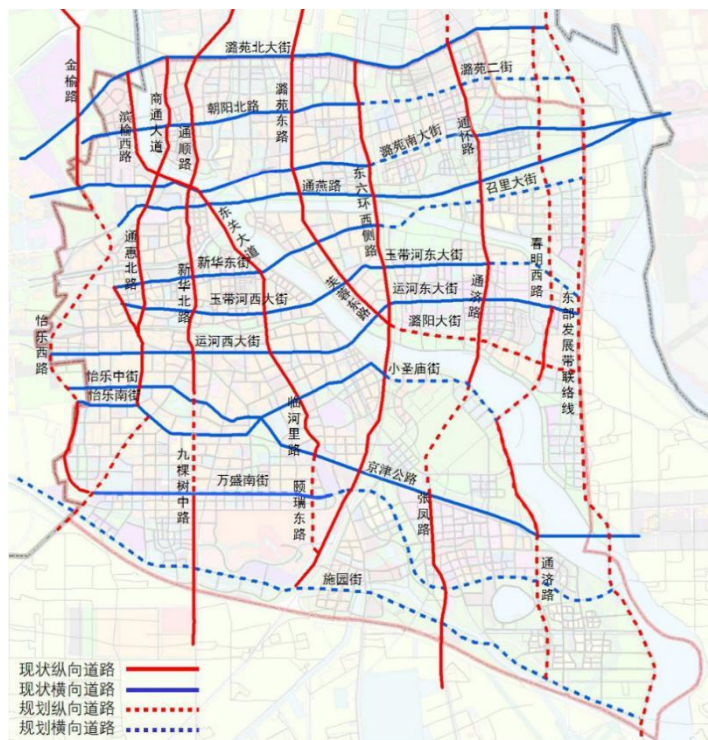 潞苑北大街
金榆路
滨榆西路
商通大道
通顺路
潞苑东路
潞苑二街
朝阳北路
通怀路
潞苑南大街
东六环西侧路
通燕路
召里大街
东关大道
通惠北路
新华北路
新华东街
玉带河东大街
春明西路
芙蓉东路
通济路
运河东大街
玉带河西大街
东部发展带联络线
潞阳大街
怡乐西路
运河西大街
小圣庙街
怡乐中街
怡乐南街
临河里路
京津公路
九棵树中路
万盛南街
颐瑞东路
张凤路
通济路
施园街
现状纵向道路
现状横向道路
规划纵向道路
规划横向道路